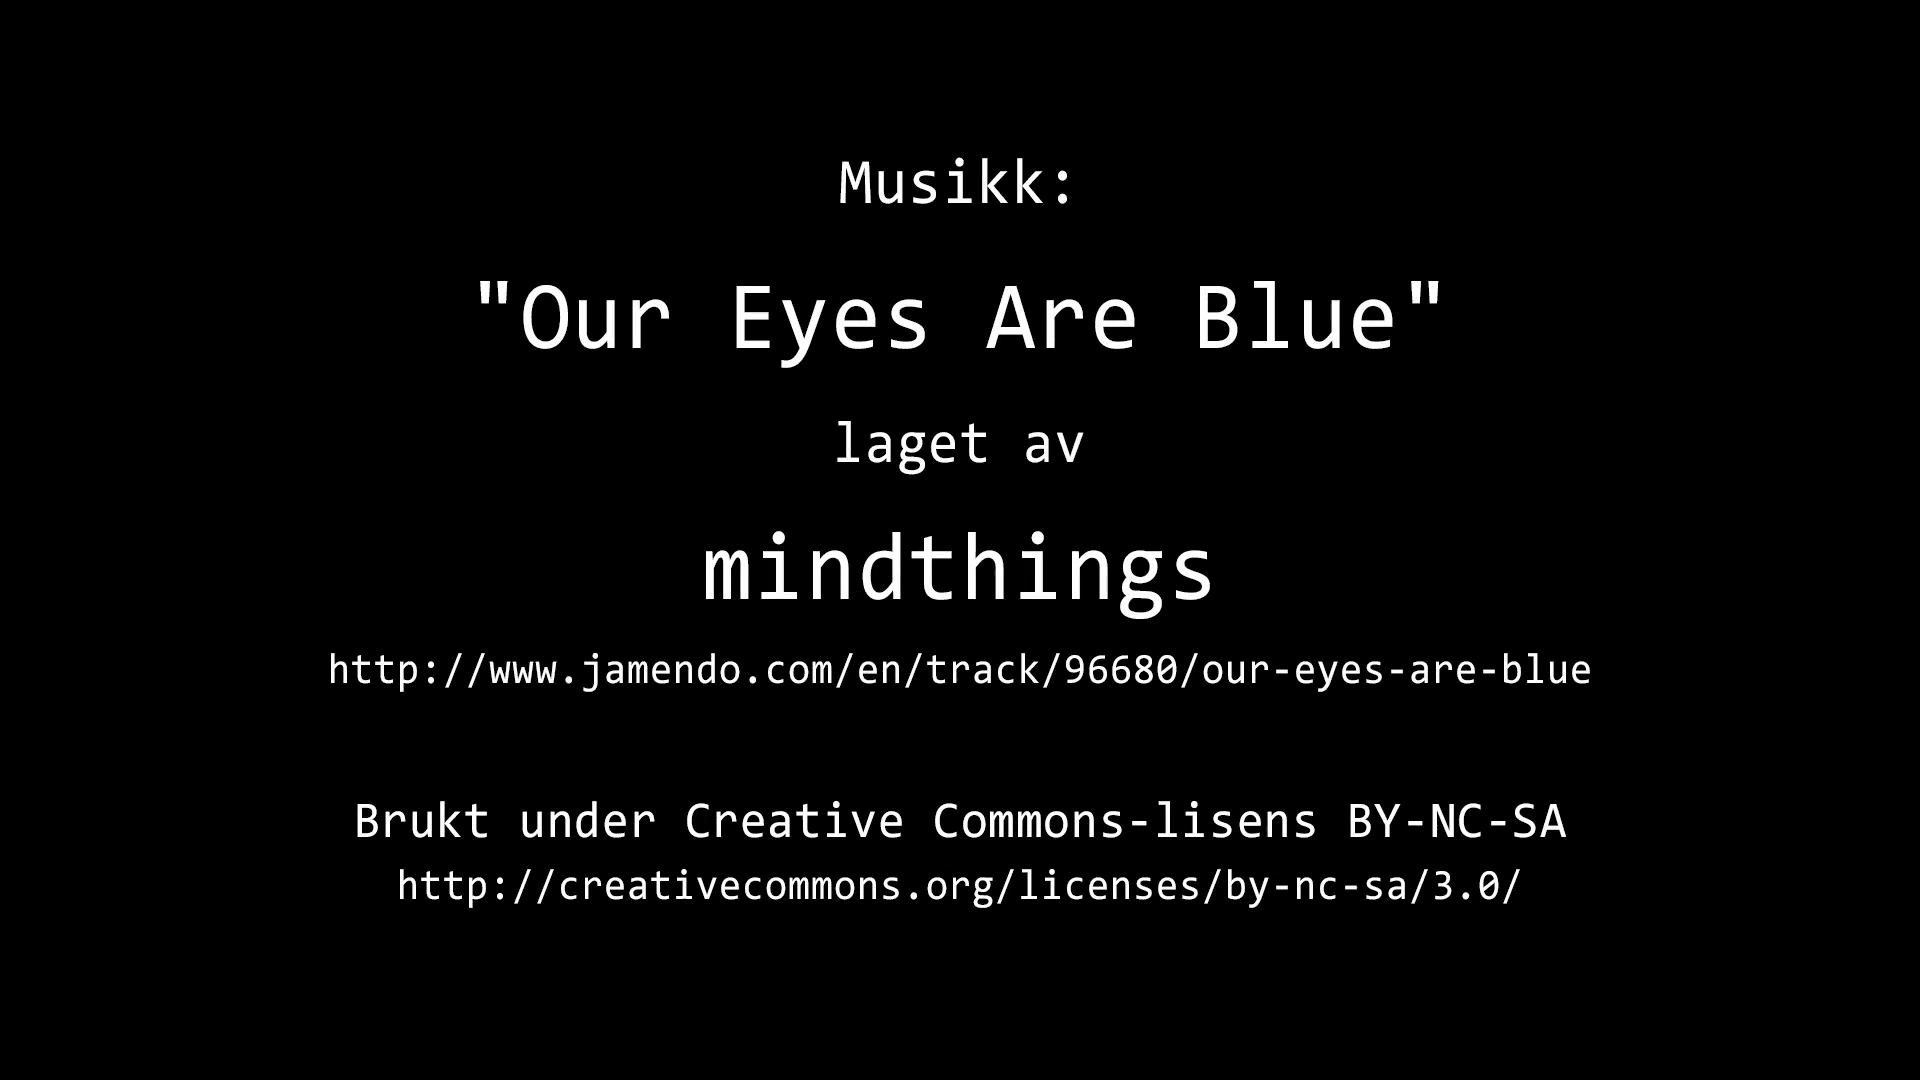 Musikk:
"Our Eyes Are Blue"
laget av
mindthings
http://www.jamendo.com/en/track/96680/our-eyes-are-blue
Brukt under Creative Commons-lisens BY-NC-SA
http://creativecommons.org/licenses/by-nc-sa/3.0/